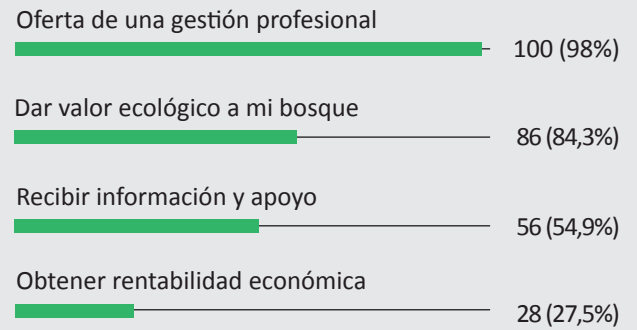 Oferta de una gestión profesional
100 (98%)
Dar valor ecológico a mi bosque
86 (84,3%)
Recibir información y apoyo
56 (54,9%)
Obtener rentabilidad económica
28 (27,5%)